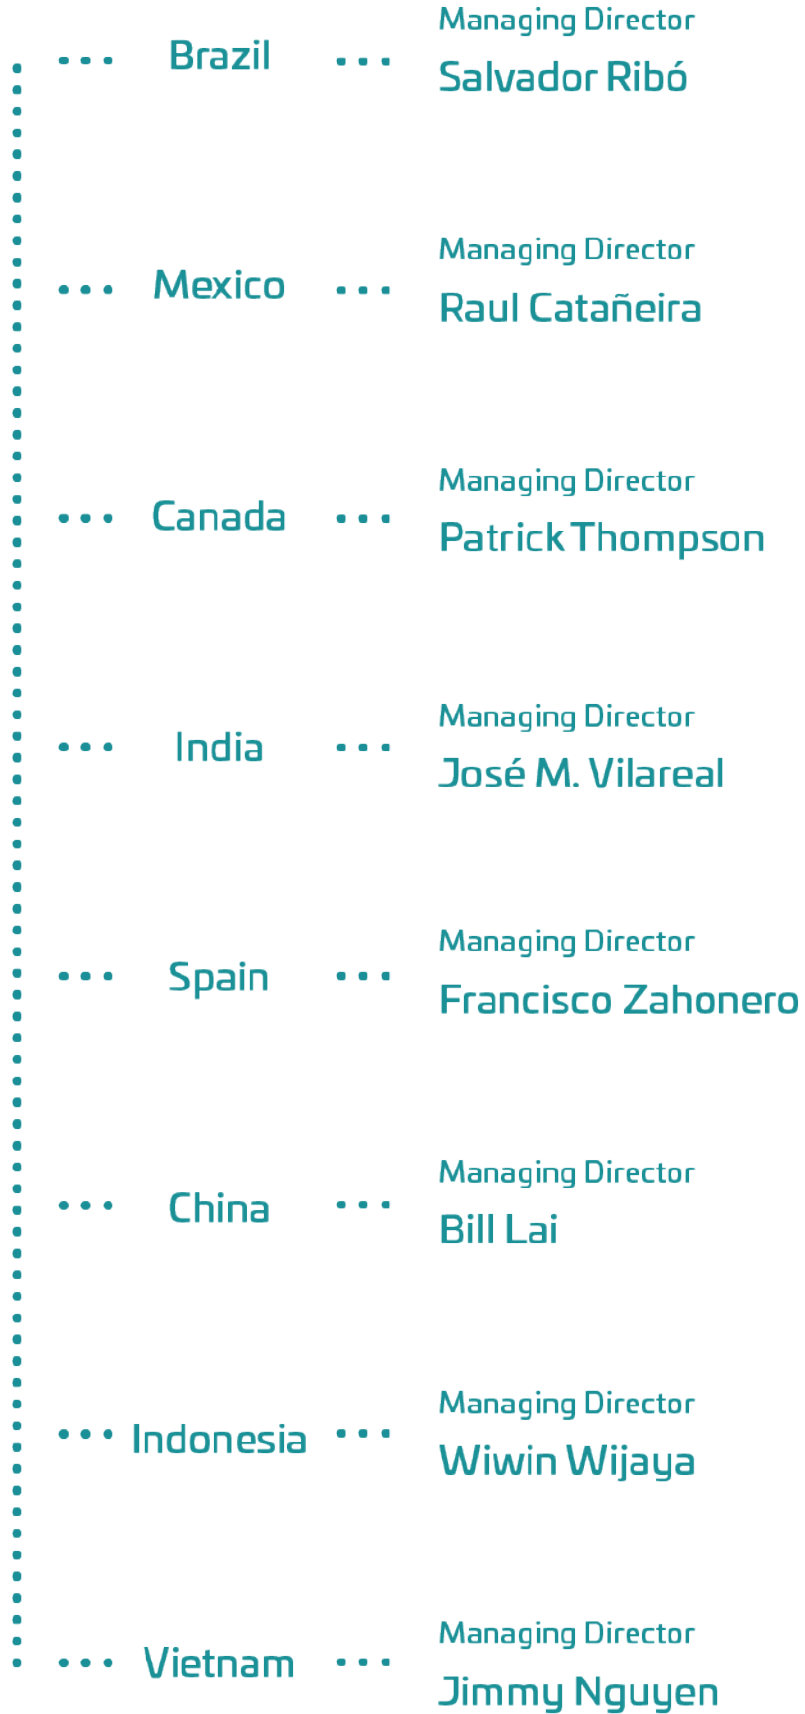 Brazil
Managing Director
Salvador Ribó
Mexico
Managing Director
Raul Catañeira
Canada
Managing Director
Patrick Thompson
India
Managing Director
José M. Vilareal
Spain
Managing Director
Francisco Zahonero
China
Managing Director
Bill Lai
Indonesia
Managing Director
Wiwin Wijaya
Vietnam
Managing Director
Jimmy Nguyen